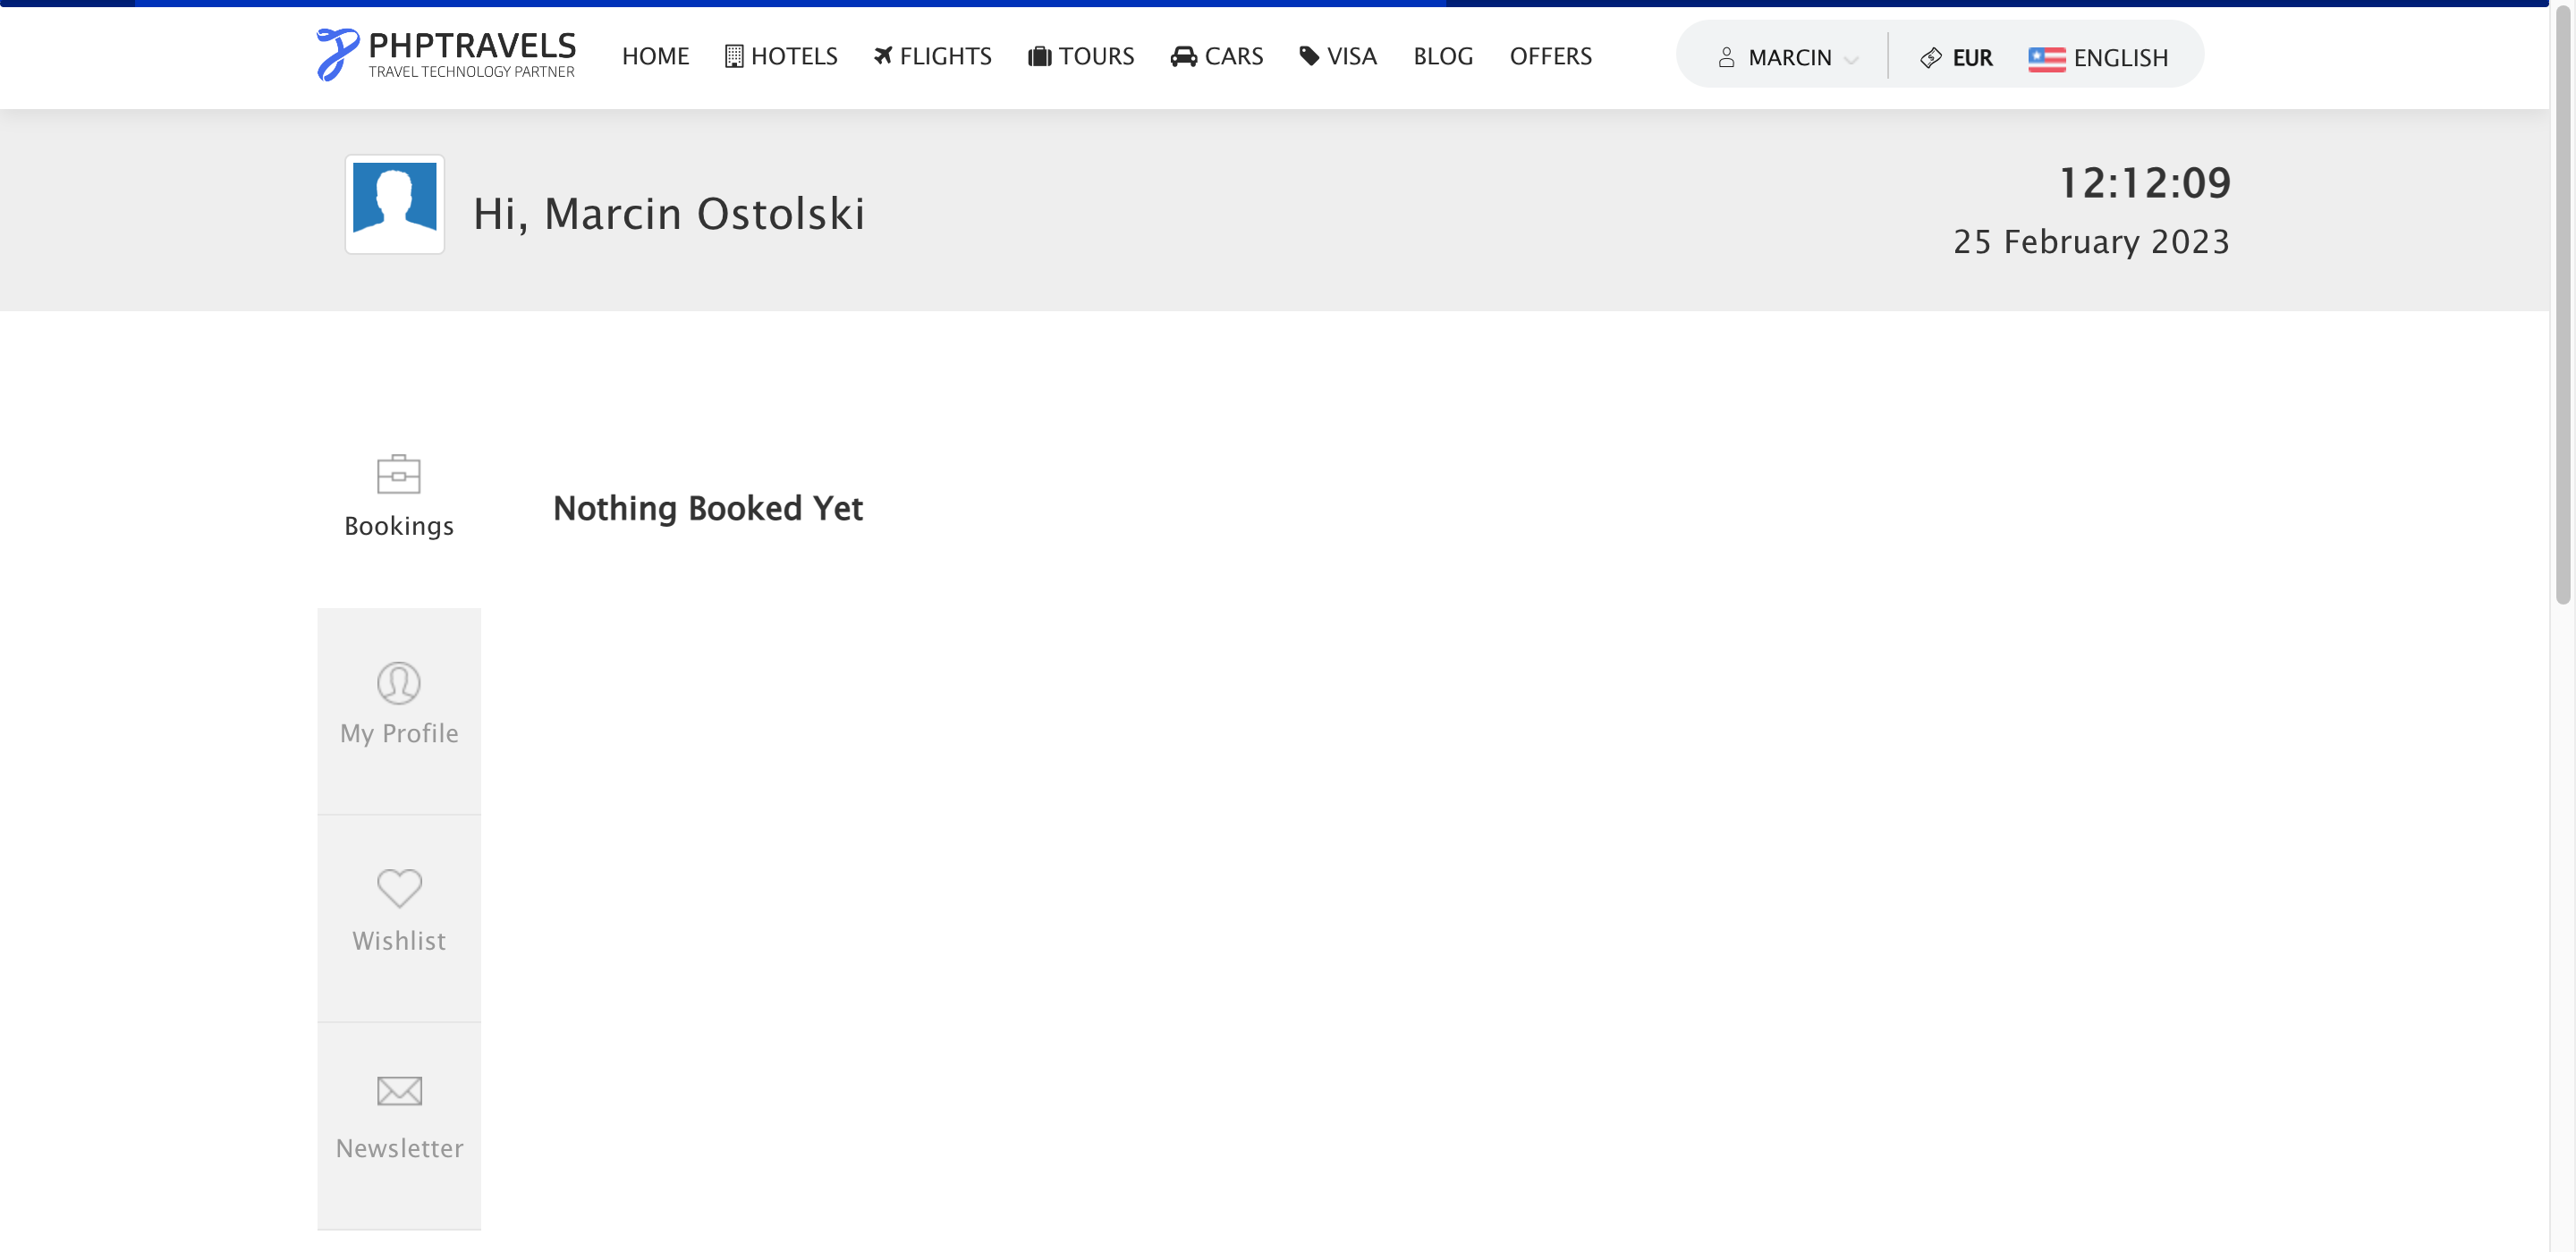 PHPTRAVELS
TRAVEL TECHNOLOGY PARTNER
HOME HOTELS FLIGHTS TOURS CARS VISA BLOG OFFERS
MARCIN EUR ENGLISH
Hi, Marcin Ostolski
12:12:09
25 February 2023
Bookings
Nothing Booked Yet
My Profile
Wishlist
Newsletter